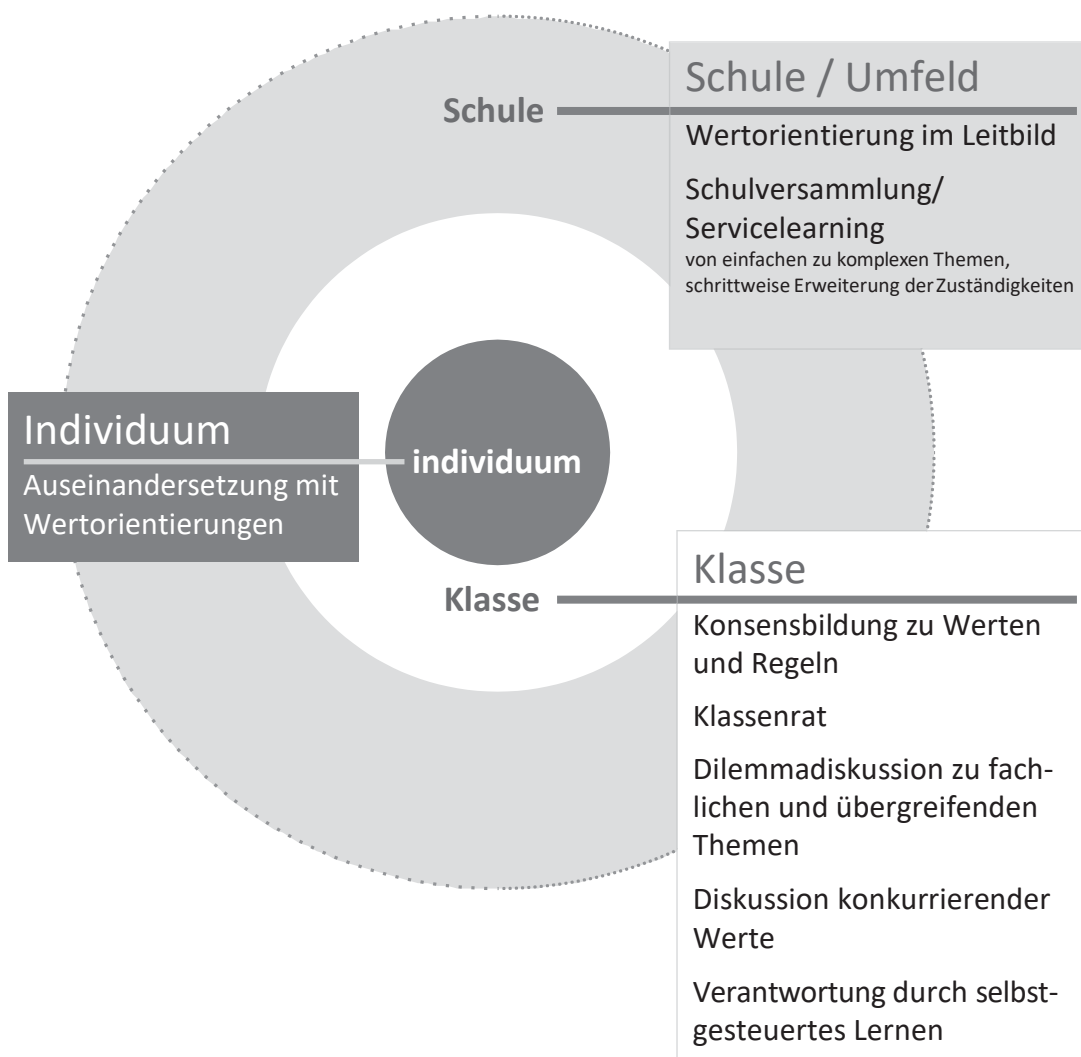 Schule
Schule / Umfeld
Wertorientierung im Leitbild
Schulversammlung/
Servicelearning
von einfachen zu komplexen Themen,
schrittweise Erweiterung der Zuständigkeiten
Individuum
Auseinandersetzung mit
Wertorientierungen
individuum
Klasse
Klasse
Konsensbildung zu Werten
und Regeln
Klassenrat
Dilemmadiskussion zu fach-
lichen und übergreifenden
Themen
Diskussion konkurrierender
Werte
Verantwortung durch selbst-
gesteuertes Lernen